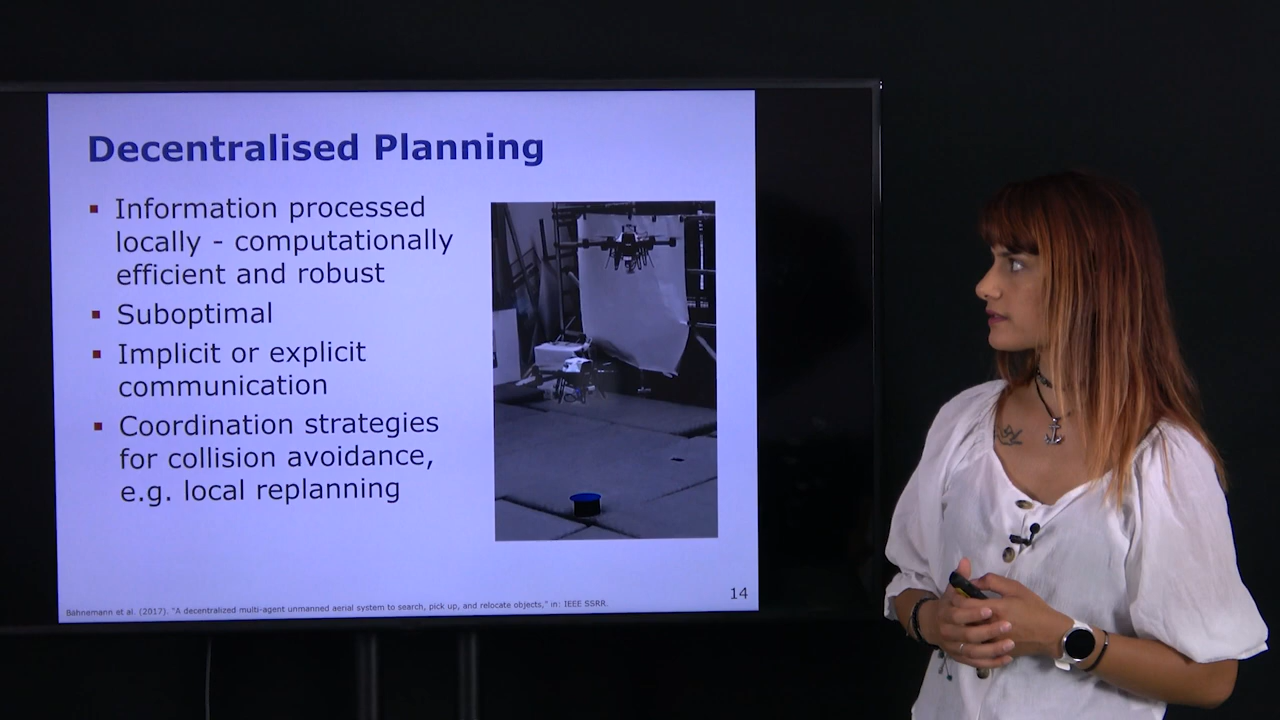 Decentralised Planning
Information processed
locally - computationally
efficient and robust
Suboptimal
Implicit or explicit
communication
Coordination strategies
for collision avoidance,
e.g. local replanning
14
Bähnemann et al. (2017). "A decentralized multi-agent unmanned aerial system to search, pick up, and relocate objects," in: IEEE SSRR.